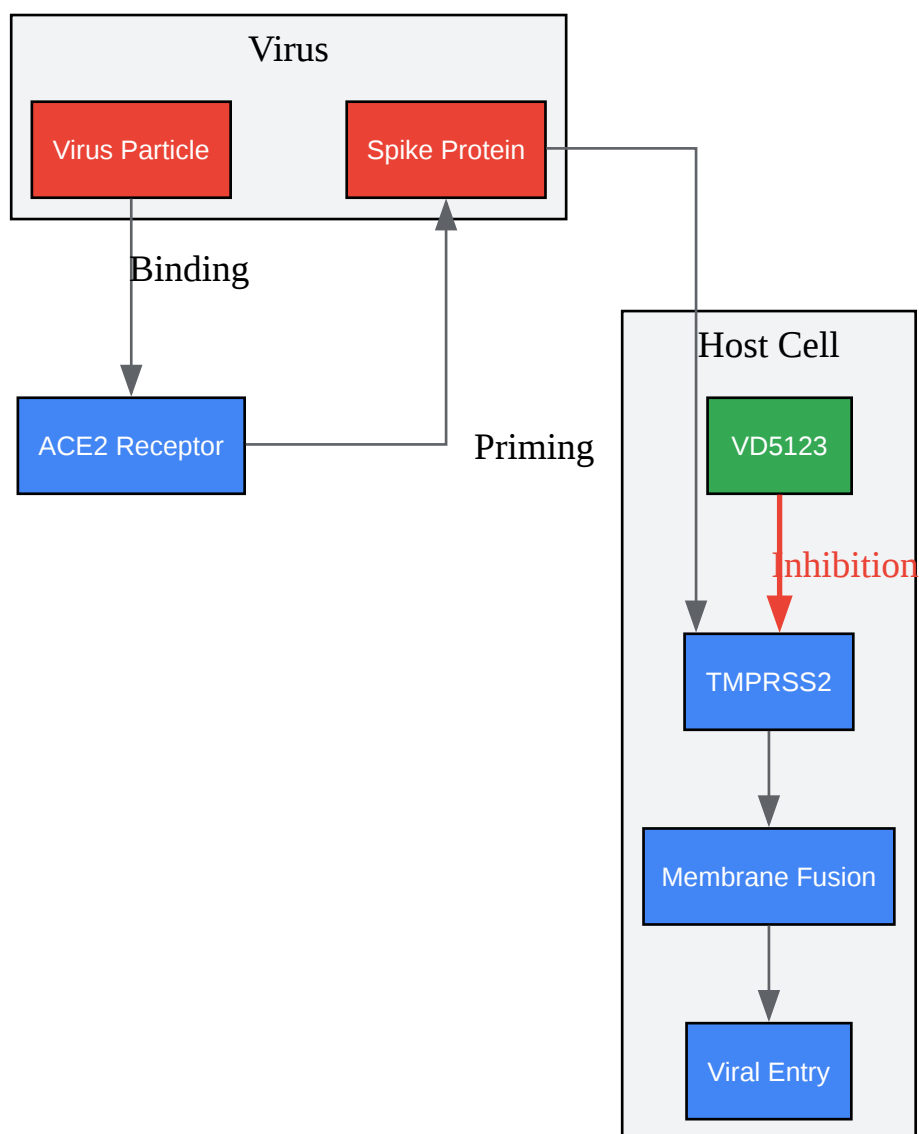 Virus
Virus Particle
Spike Protein
Binding
Host Cell
ACE2 Receptor
Priming
VD5123
Inhibition
TMPRSS2
Membrane Fusion
Viral Entry